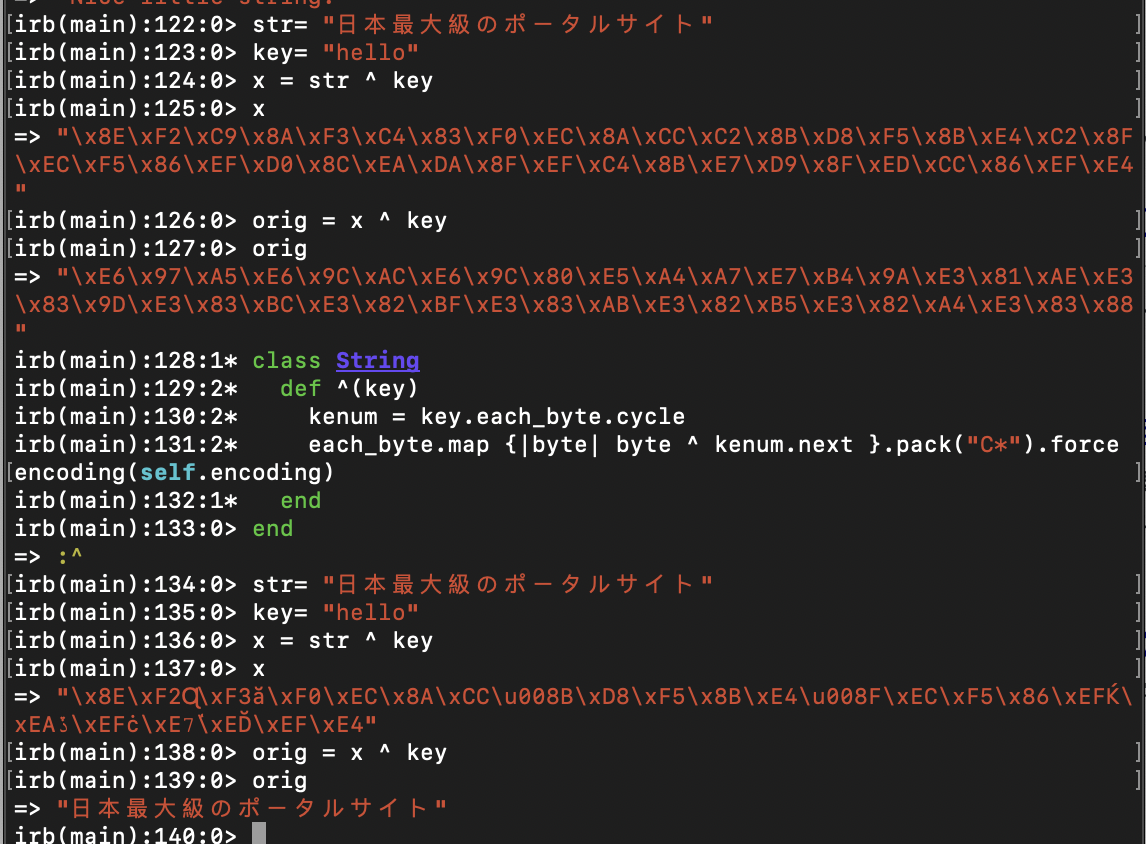 => "Nice little string.
irb(main):122:0> str= "日本最大級のポータルサイト"
irb(main):123:0> key= "hello"
irb(main):124:0> x = str ^ key
irb(main):125:0> x
=> "\x8E\xF2\xC9\x8A\xF3\xC4\x83\xF0\xEC\x8A\xCC\xC2\x8B\xD8\xF5\x8B\xE4\xC2\x8F
\xEC\xF5\x86\xEF\xD0\x8C\xEA\xDA\x8F\xEF\xC4\x8B\xE7\xD9\x8F\xED\xCC\x86\xEF\xE4
"
irb(main):126:0> orig = x ^ key
irb(main):127:0> orig
=> "\xE6\x97\xA5\xE6\x9C\xAC\xE6\x9C\x80\xE5\xA4\xA7\xE7\xB4\x9A\xE3\x81\xAE\xE3
\x83\x9D\xE3\x83\xBC\xE3\x82\xBF\xE3\x83\xAB\xE3\x82\xB5\xE3\x82\xA4\xE3\x83\x88
"
irb(main):128:1* class String
irb(main):129:2*   def ^(key)
irb(main):130:2*     kenum = key.each_byte.cycle
irb(main):131:2*     each_byte.map {|byte| byte ^ kenum.next }.pack("C*").force_
encoding(self.encoding)
irb(main):132:1*   end
irb(main):133:0> end
=> :^
irb(main):134:0> str= "日本最大級のポータルサイト"
irb(main):135:0> key= "hello"
irb(main):136:0> x = str ^ key
irb(main):137:0> x
=> "\x8E\xF2Ɋ\xF3ă\xF0\xEC\x8A\xCC\u008B\xD8\xF5\x8B\xE4\u008F\xEC\xF5\x86\xEFЌ\
\xEAڏ\xEFċ\xE7ُ\xED̆\xEF\xE4"
irb(main):138:0> orig = x ^ key
irb(main):139:0> orig
=> "日本最大級のポータルサイト"
irb(main):140:0>